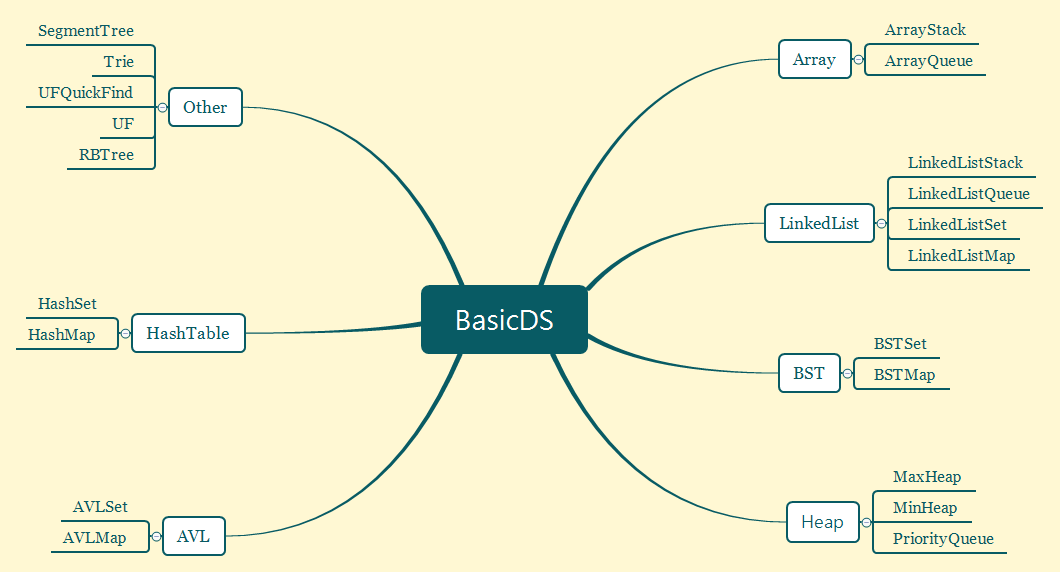 BasicDS
Array
ArrayStack
ArrayQueue
LinkedList
LinkedListStack
LinkedListQueue
LinkedListSet
LinkedListMap
BST
BSTSet
BSTMap
Heap
MaxHeap
MinHeap
PriorityQueue
Other
SegmentTree
Trie
UFQuickFind
UF
RBTree
HashTable
HashSet
HashMap
AVL
AVLSet
AVLMap